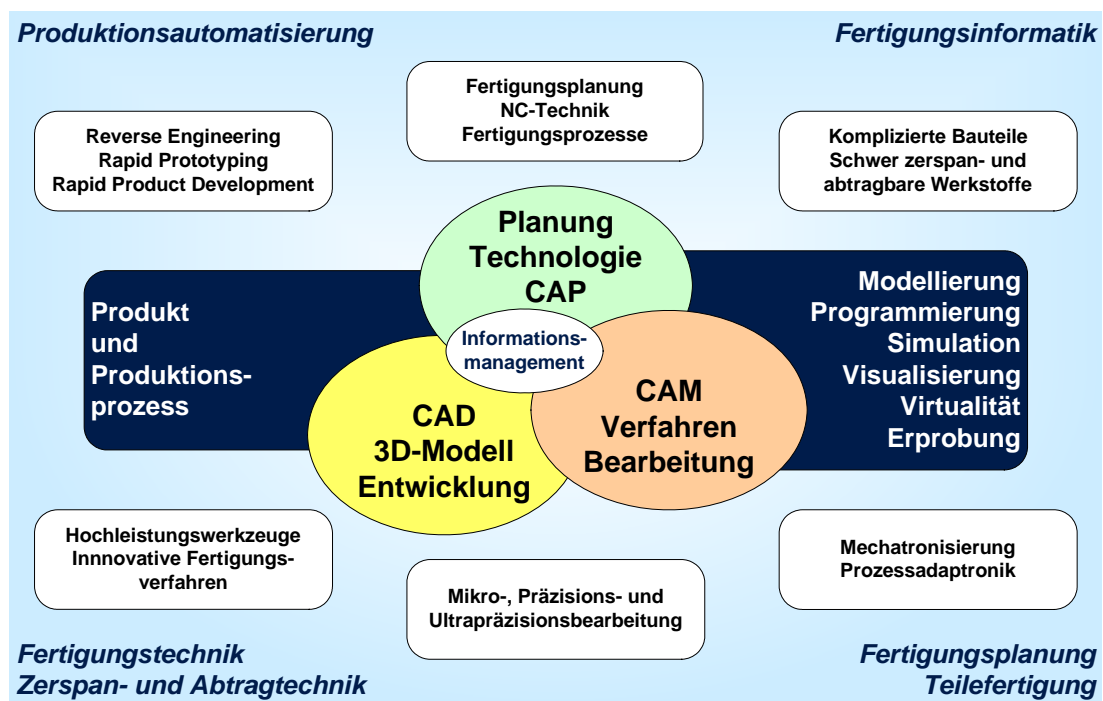 Produktionsautomatisierung
Fertigungsinformatik
Fertigungsplanung
NC-Technik
Fertigungsprozesse
Reverse Engineering
Rapid Prototyping
Rapid Product Development
Komplizierte Bauteile
Schwer zerspan- und
abtragbare Werkstoffe
Planung
Technologie
CAP
Produkt
und
Produktions-
prozess
Informations-
management
Modellierung
Programmierung
Simulation
Visualisierung
Virtualität
Erprobung
CAD
3D-Modell
Entwicklung
CAM
Verfahren
Bearbeitung
Hochleistungswerkzeuge
Innnovative Fertigungs-
verfahren
Mikro-, Präzisions- und
Ultrapräzisionsbearbeitung
Mechatronisierung
Prozessadaptronik
Fertigungstechnik
Zerspan- und Abtragtechnik
Fertigungsplanung
Teilefertigung